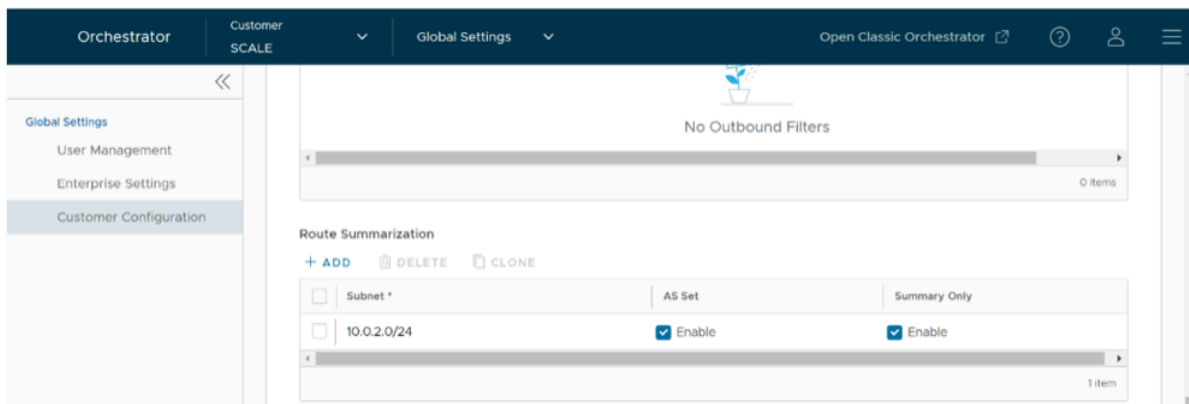 Orchestrator
Customer
SCALE
Global Settings
Open Classic Orchestrator
Global Settings
User Management
Enterprise Settings
Customer Configuration
No Outbound Filters
0 items
Route Summarization
+ ADD DELETE CLONE
Subnet * AS Set Summary Only
10.0.2.0/24 Enable Enable
1 item